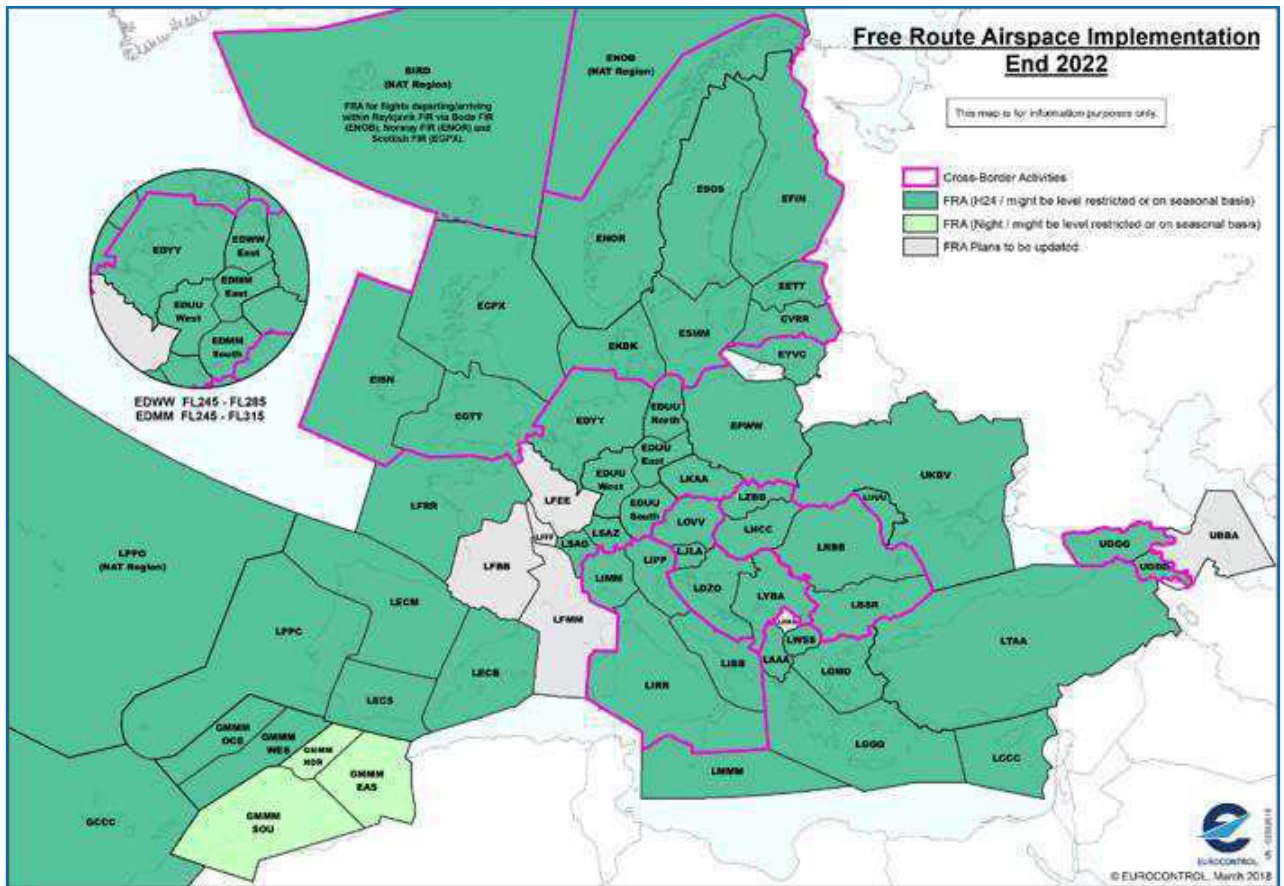 Free Route Airspace Implementation
End 2022
This map is for information purposes only.
Cross-Border Activities
FRA (H24 / might be level restricted or on seasonal basis)
FRA (Night / might be level restricted or on seasonal basis)
FRA Plans to be updated
BIRD
(NAT Region)
FRA for flights departing/arriving
within Reykjavik FIR via Bodo FIR
(ENOB), Norway FIR (ENOR) and
Scottish FIR (EGPX).
ENOB
(NAT Region)
ESOS
EFIN
ENOR
EDYY
EDWW
East
EDMM
East
EDUU
West
EDMM
South
EDWW FL245 - FL285
EDMM FL245 - FL315
EGPX
EETT
EVRR
ESMM
EKDK
EYVC
EISN
EGTT
EDYY
EDUU
North
EPWW
EDUU
East
EDUU
West
LKAA
UKBV
LFRR
LFEE
EDUU
South
LZBB
LUVU
LOVV
LHCC
LFFF
LSAG
LSAZ
LJLA
LRBB
UGGG
UDDD
UBBA
LPPO
(NAT Region)
LFBB
LIMM
LIPP
LDZO
LYBA
LBSR
LECM
LFMM
LWSS
LTAA
LPPC
LIBB
LAAA
LGMD
LECB
LIRR
LECS
GMMM
OCE
GMMM
WES
GMMM
NOR
GMMM
EAS
LGGG
LCCC
LMMM
GCCC
GMMM
SOU
EUROCONTROL
© EUROCONTROL, March 2018